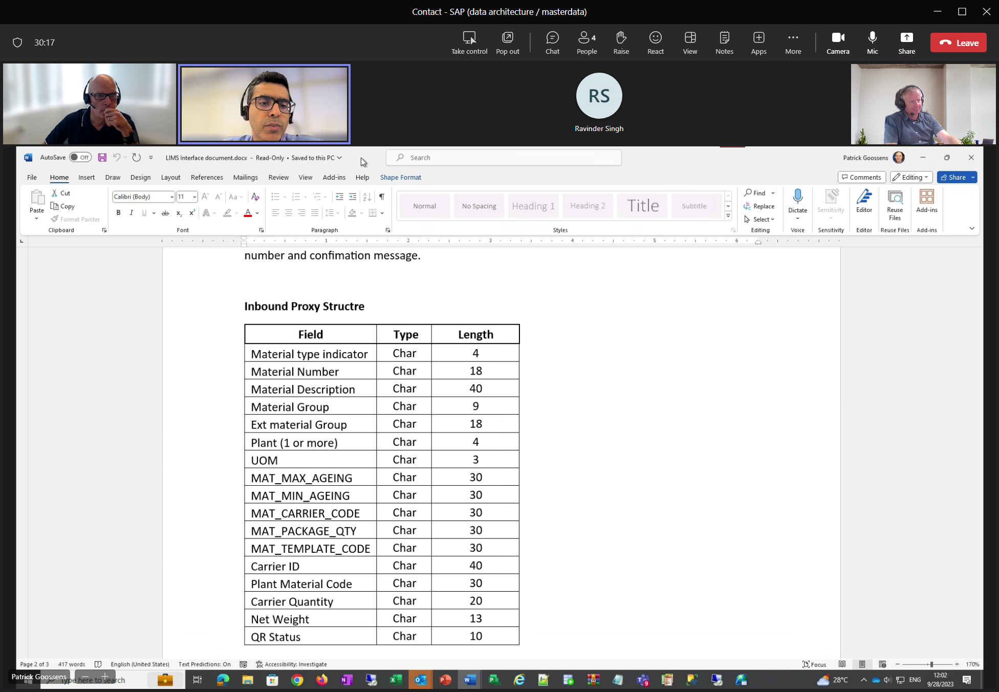 Contact - SAP (data architecture / masterdata)
30:17
Take control
Pop out
Chat
People
4
Raise
React
View
Notes
Apps
More
Camera
Mic
Share
Leave
RS
Ravinder Singh
AutoSave
Off
LIMS Interface document.docx - Read-Only • Saved to this PC
Search
Patrick Goossens
File
Home
Insert
Draw
Design
Layout
References
Mailings
Review
View
Add-ins
Help
Shape Format
Comments
Editing
Share
Paste
Cut
Copy
Format Painter
Clipboard
Calibri (Body)
11
Font
Paragraph
Normal
No Spacing
Heading 1
Heading 2
Title
Subtitle
Styles
Find
Replace
Select
Editing
Dictate
Voice
Sensitivity
Sensitivity
Editor
Editor
Reuse
Files
Reuse Files
Add-ins
Add-ins
1 2 3 4 5 6
number and confimation message.
Inbound Proxy Structre
Field Type Length
Material type indicator Char 4
Material Number Char 18
Material Description Char 40
Material Group Char 9
Ext material Group Char 18
Plant (1 or more) Char 4
UOM Char 3
MAT_MAX_AGEING Char 30
MAT_MIN_AGEING Char 30
MAT_CARRIER_CODE Char 30
MAT_PACKAGE_QTY Char 30
MAT_TEMPLATE_CODE Char 30
Carrier ID Char 40
Plant Material Code Char 30
Carrier Quantity Char 20
Net Weight Char 13
QR Status Char 10
Page 2 of 3
417 words
English (United States)
Text Predictions: On
Accessibility: Investigate
Focus
170%
Patrick Goossens
Type here to search
28°C
ENG
12:02
9/28/2023